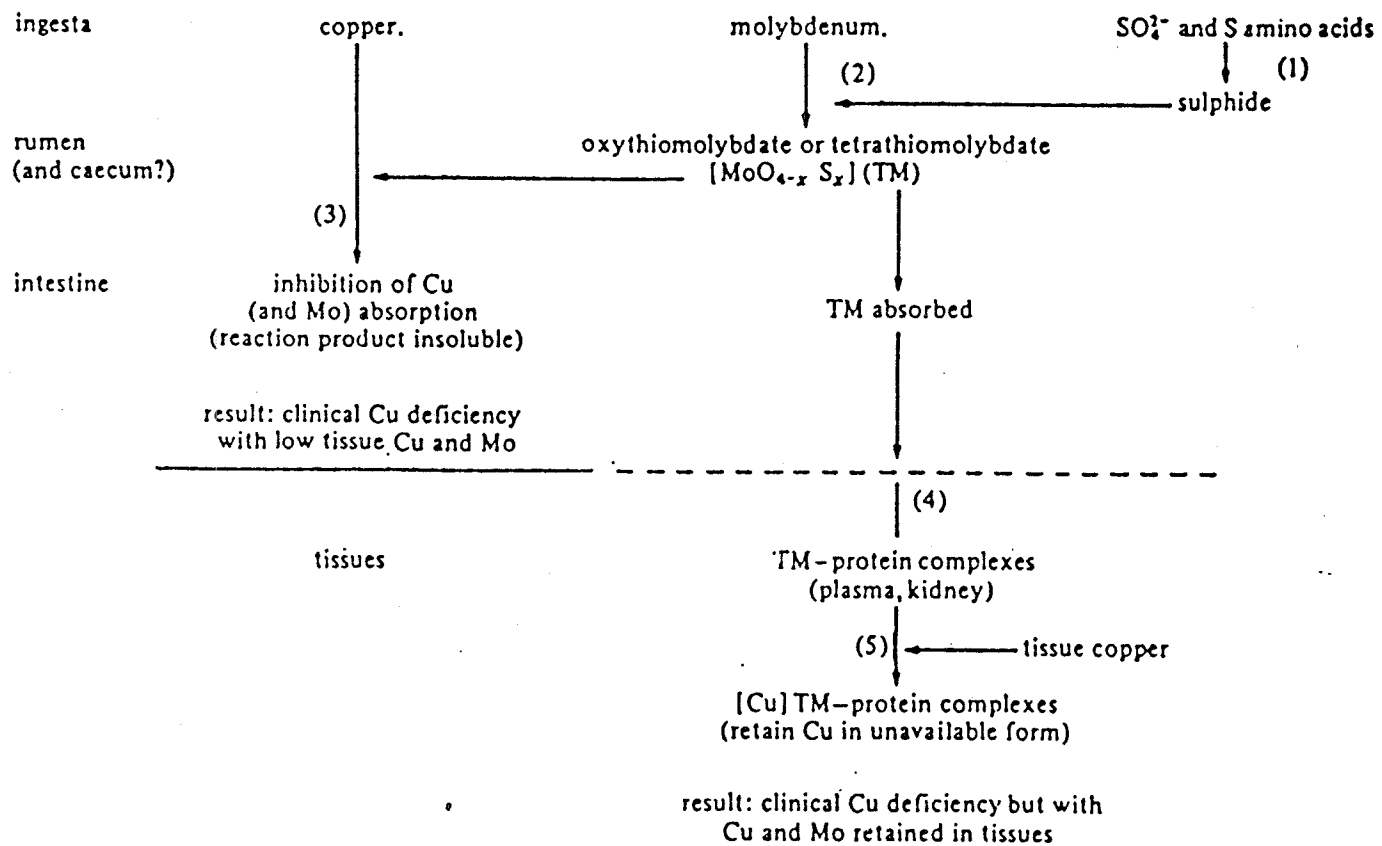 ingesta
copper.
molybdenum.
SO₄²⁻ and S amino acids
(1)
(2)
sulphide
rumen
(and caecum?)
oxythiomolybdate or tetrathiomolybdate
[MoO₄₋ₓ Sₓ] (TM)
(3)
intestine
inhibition of Cu
(and Mo) absorption
(reaction product insoluble)
TM absorbed
result: clinical Cu deficiency
with low tissue Cu and Mo
(4)
tissues
TM–protein complexes
(plasma, kidney)
(5)
tissue copper
[Cu] TM–protein complexes
(retain Cu in unavailable form)
result: clinical Cu deficiency but with
Cu and Mo retained in tissues